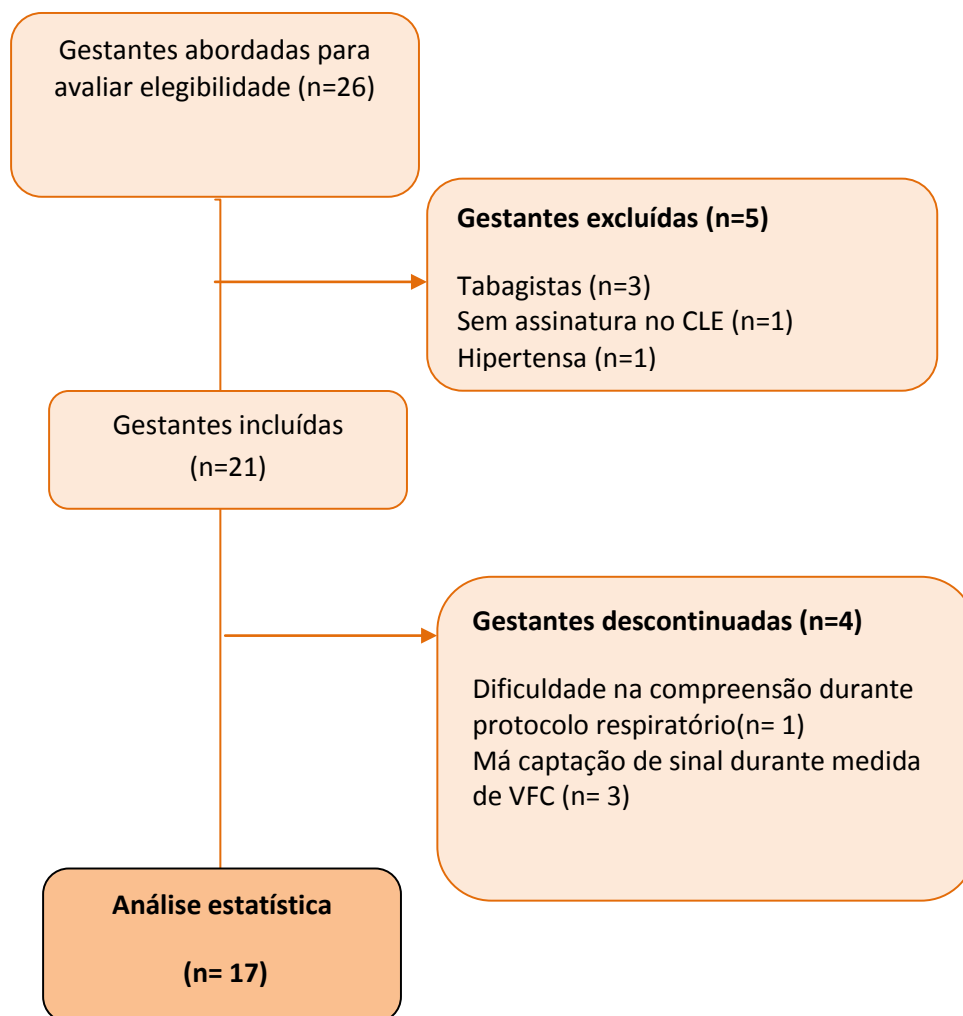 Gestantes abordadas para
avaliar elegibilidade (n=26)
Gestantes excluídas (n=5)
Tabagistas (n=3)
Sem assinatura no CLE (n=1)
Hipertensa (n=1)
Gestantes incluídas
(n=21)
Gestantes descontinuadas (n=4)
Dificuldade na compreensão durante
protocolo respiratório(n= 1)
Má captação de sinal durante medida
de VFC (n= 3)
Análise estatística
(n= 17)